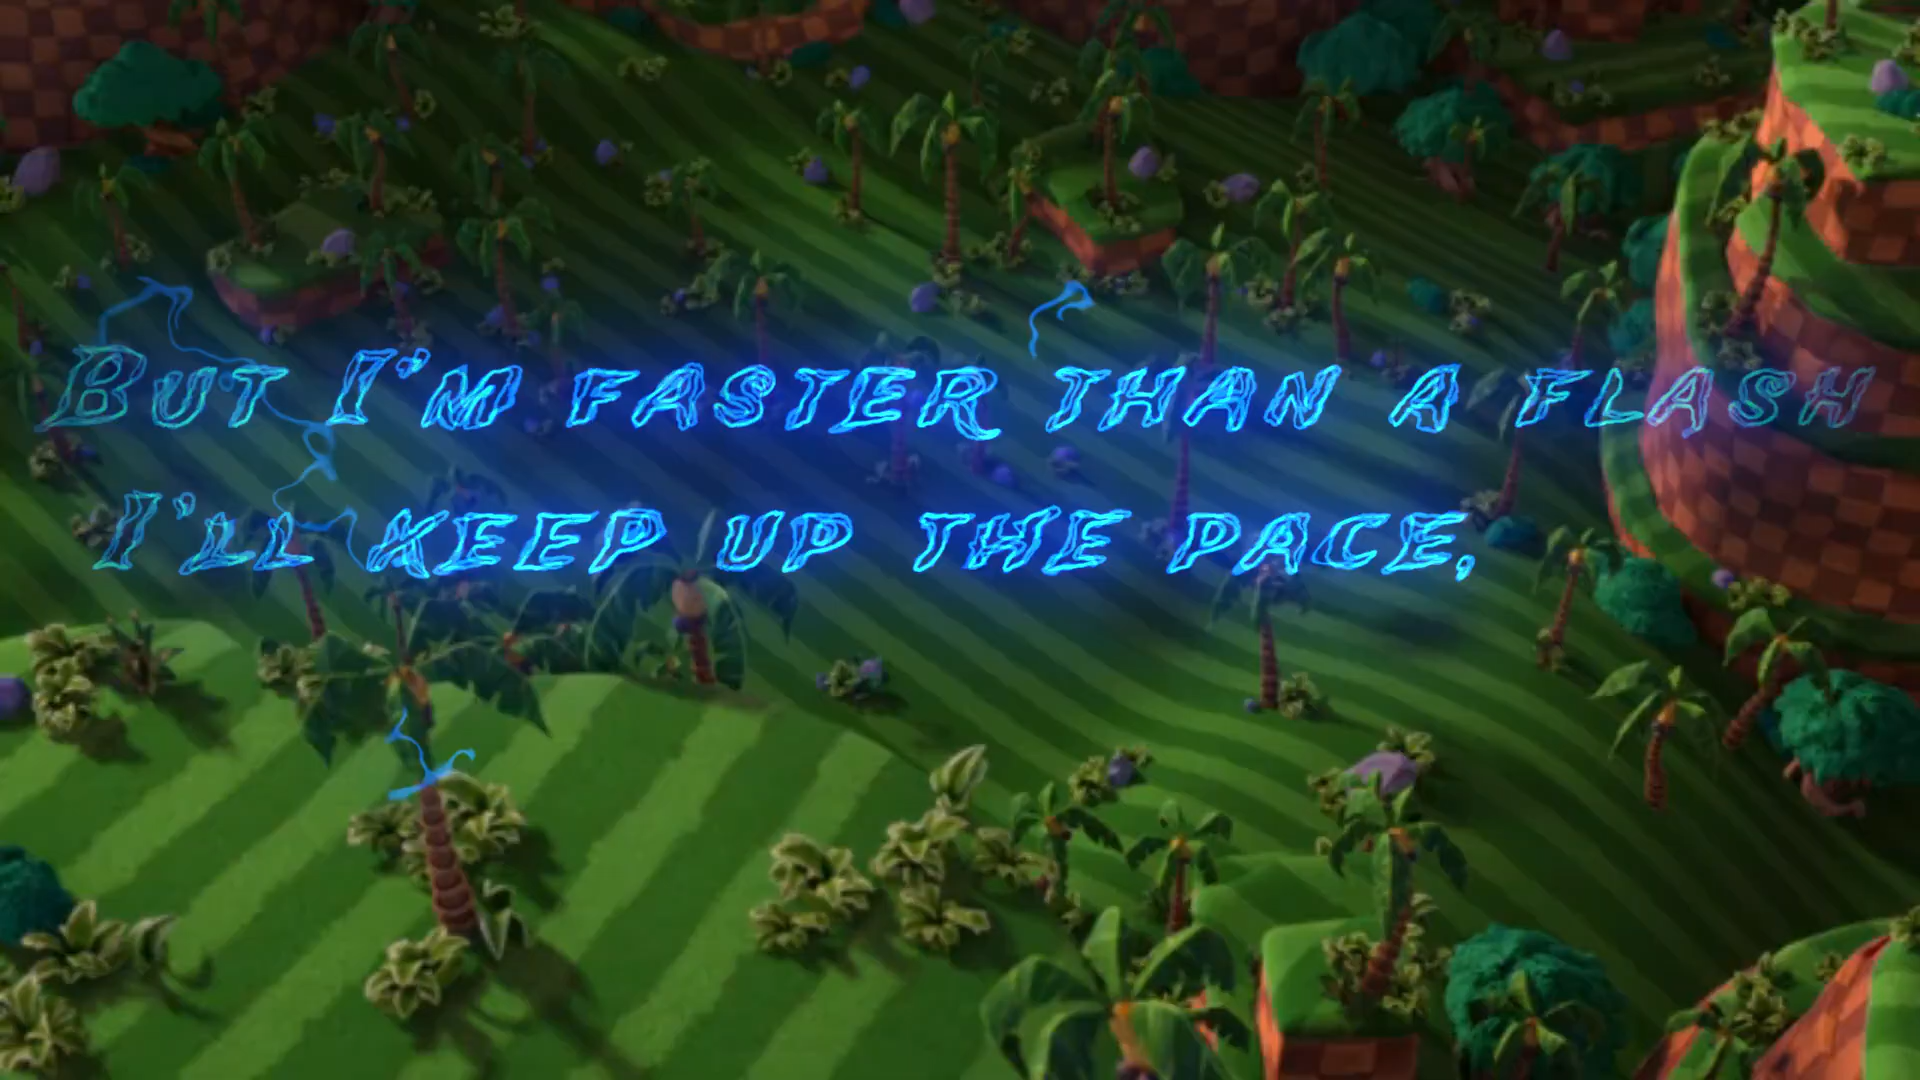 But I'm faster than a flash
I'll keep up the pace,